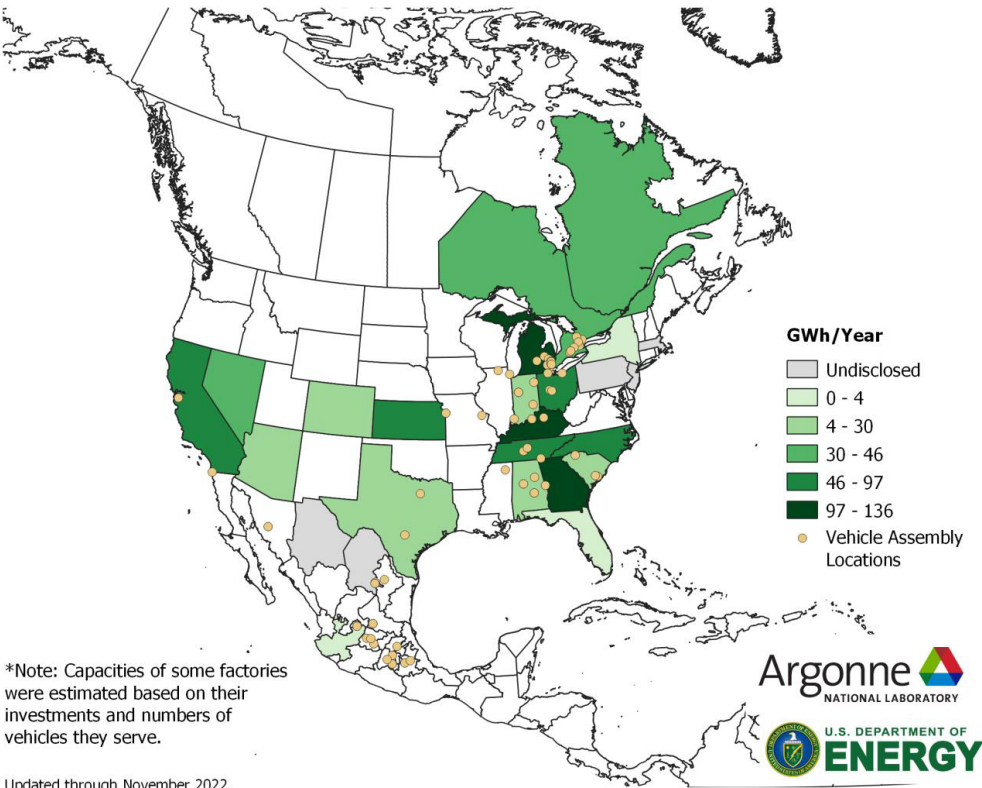 GWh/Year
Undisclosed
0 - 4
4 - 30
30 - 46
46 - 97
97 - 136
Vehicle Assembly
Locations
*Note: Capacities of some factories
were estimated based on their
investments and numbers of
vehicles they serve.
Updated through November 2022
Argonne
NATIONAL LABORATORY
U.S. DEPARTMENT OF
ENERGY